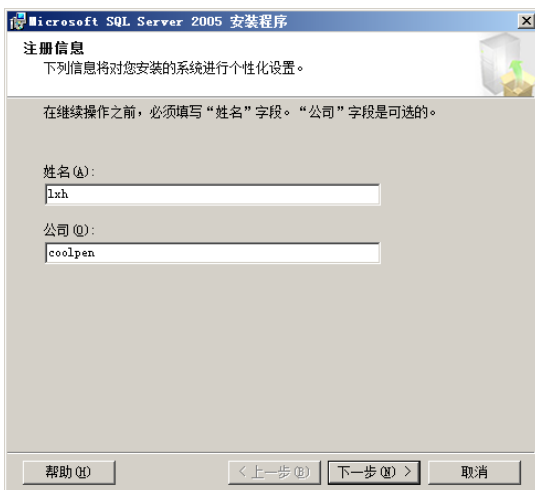 Microsoft SQL Server 2005 安装程序
注册信息
下列信息将对您安装的系统进行个性化设置。
在继续操作之前，必须填写“姓名”字段。“公司”字段是可选的。
姓名(A):
lxh
公司(O):
coolpen
帮助(H)
< 上一步(B)
下一步(N) >
取消